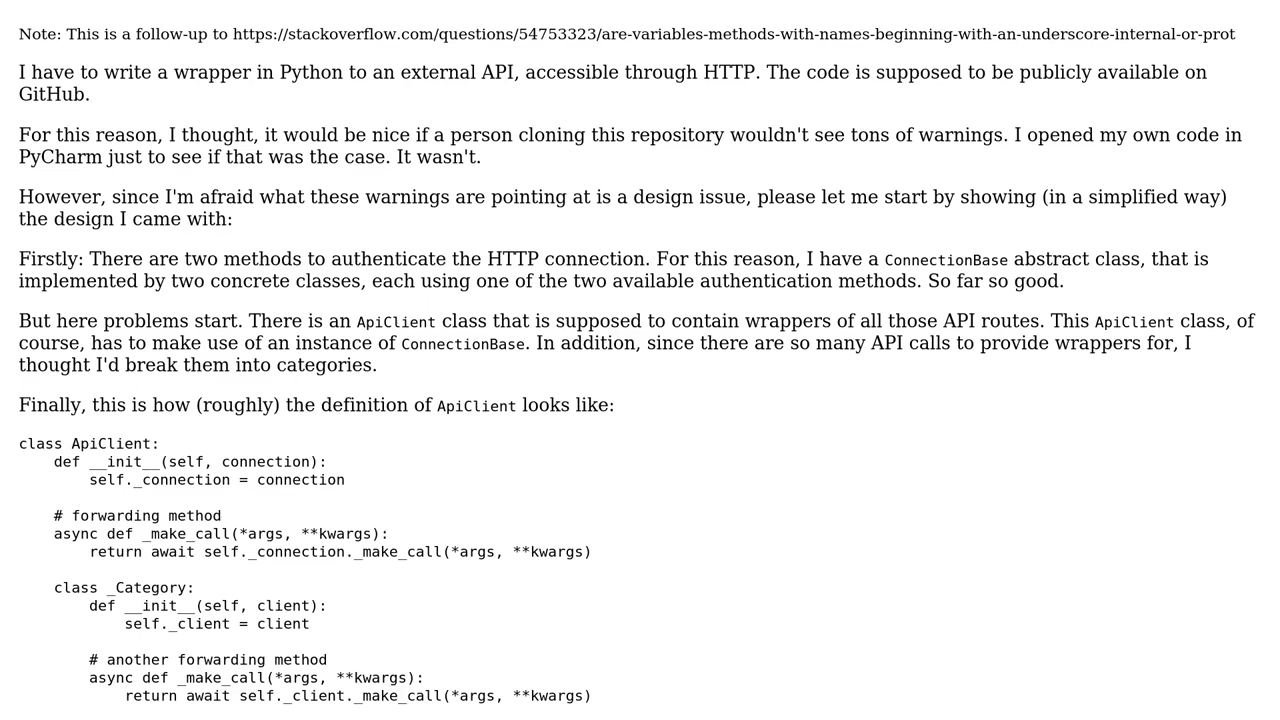 Note: This is a follow-up to https://stackoverflow.com/questions/54753323/are-variables-methods-with-names-beginning-with-an-underscore-internal-or-prot
I have to write a wrapper in Python to an external API, accessible through HTTP. The code is supposed to be publicly available on
GitHub.
For this reason, I thought, it would be nice if a person cloning this repository wouldn't see tons of warnings. I opened my own code in
PyCharm just to see if that was the case. It wasn't.
However, since I'm afraid what these warnings are pointing at is a design issue, please let me start by showing (in a simplified way)
the design I came with:
Firstly: There are two methods to authenticate the HTTP connection. For this reason, I have a ConnectionBase abstract class, that is
implemented by two concrete classes, each using one of the two available authentication methods. So far so good.
But here problems start. There is an ApiClient class that is supposed to contain wrappers of all those API routes. This ApiClient class, of
course, has to make use of an instance of ConnectionBase. In addition, since there are so many API calls to provide wrappers for, I
thought I'd break them into categories.
Finally, this is how (roughly) the definition of ApiClient looks like:
class ApiClient:
    def __init__(self, connection):
        self._connection = connection
    # forwarding method
    async def _make_call(*args, **kwargs):
        return await self._connection._make_call(*args, **kwargs)
    class _Category:
        def __init__(self, client):
            self._client = client
        # another forwarding method
        async def _make_call(*args, **kwargs):
            return await self._client._make_call(*args, **kwargs)